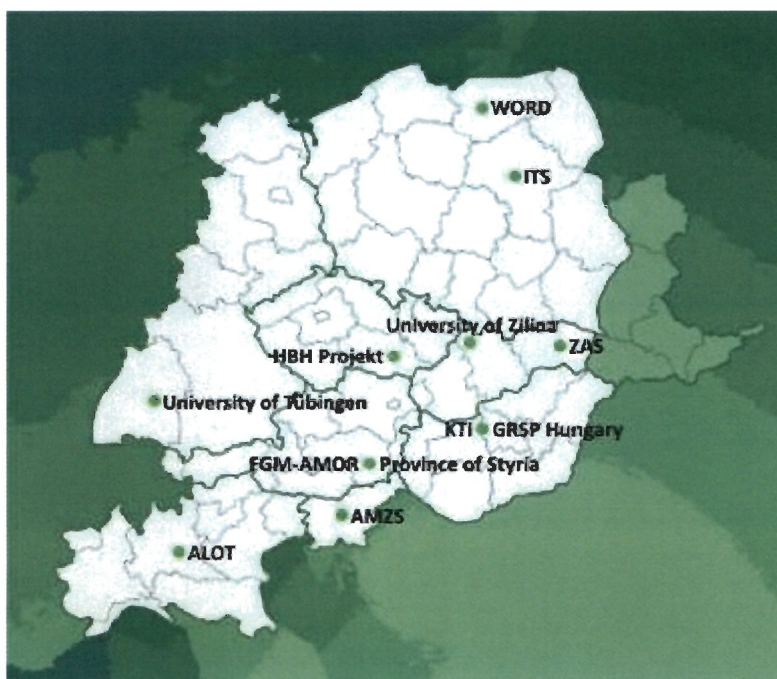 WORD
ITS
University of Zilina
HBH Projekt
ZAS
University of Tübingen
KTI GRSP Hungary
FGM-AMOR Province of Styria
AMZS
ALOT